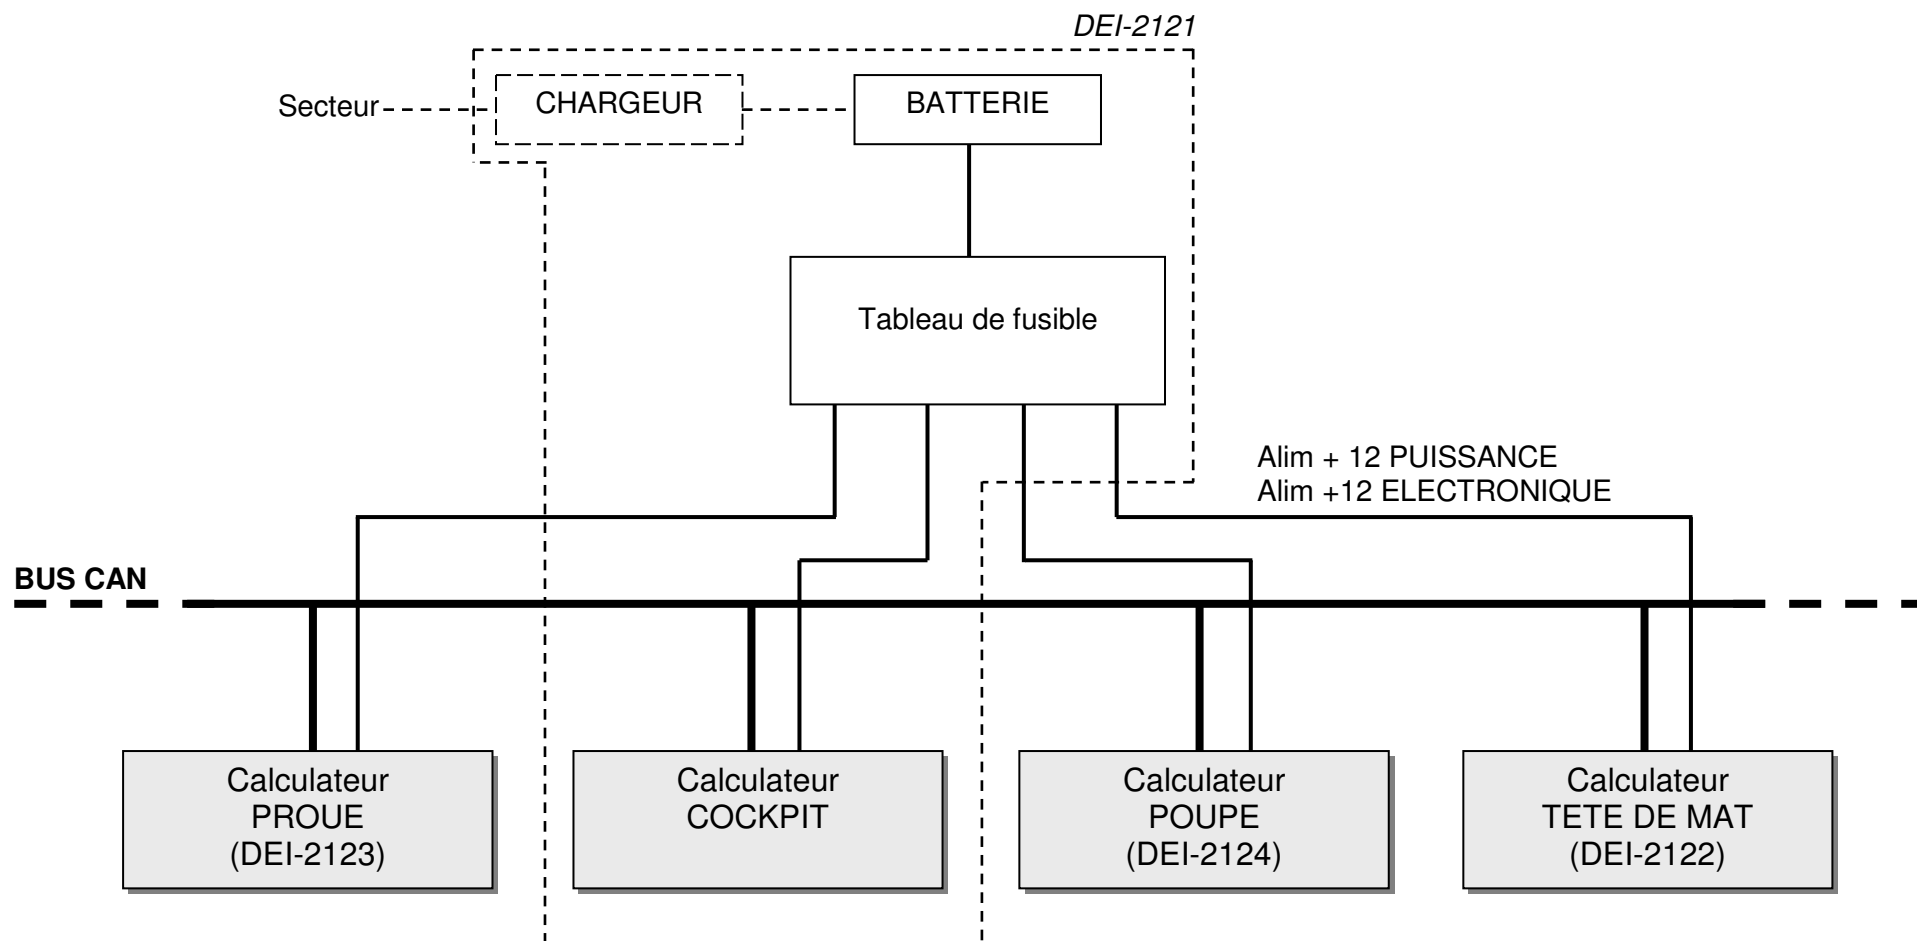 DEI-2121
Secteur
CHARGEUR
BATTERIE
Tableau de fusible
Alim + 12 PUISSANCE
Alim +12 ELECTRONIQUE
BUS CAN
Calculateur
PROUE
(DEI-2123)
Calculateur
COCKPIT
Calculateur
POUPE
(DEI-2124)
Calculateur
TETE DE MAT
(DEI-2122)